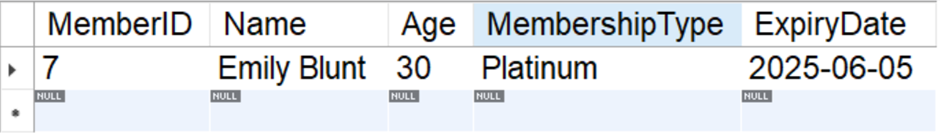 MemberID Name Age MembershipType ExpiryDate
7 Emily Blunt 30 Platinum 2025-06-05
NULL NULL NULL NULL NULL